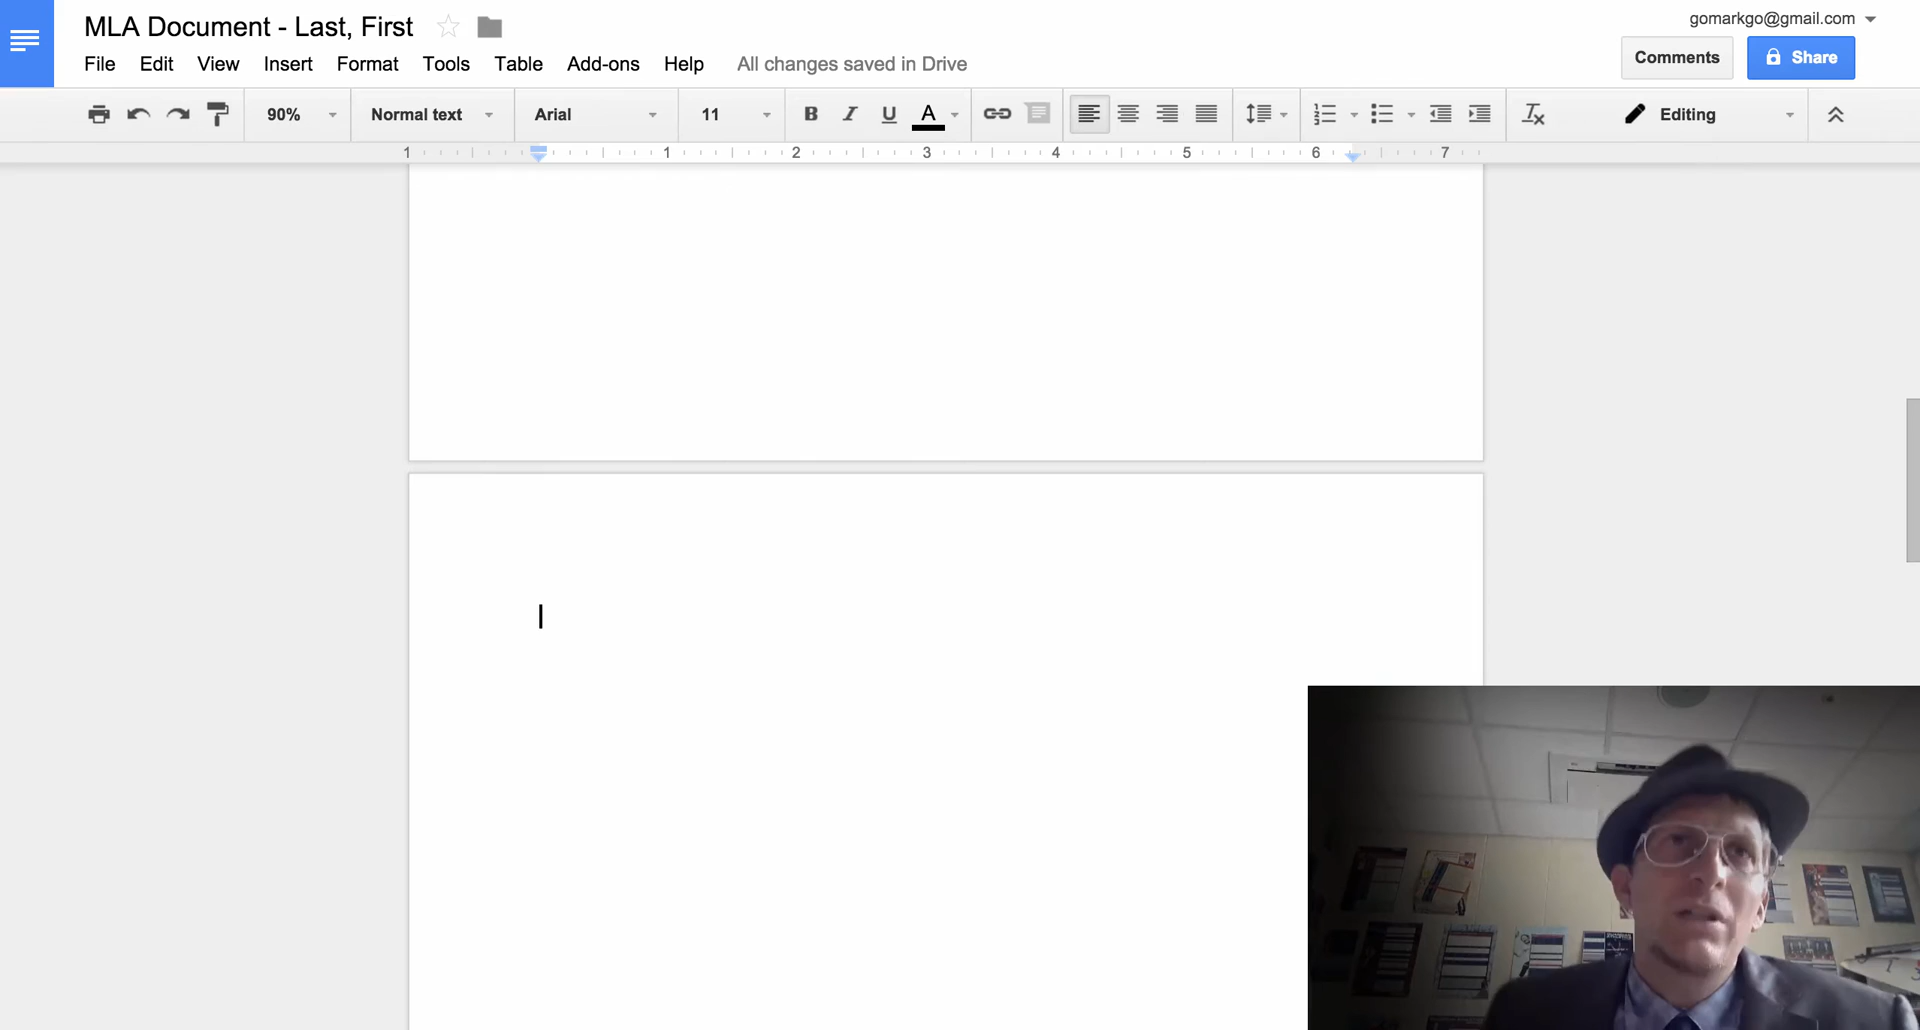 MLA Document - Last, First
gomarkgo@gmail.com
File Edit View Insert Format Tools Table Add-ons Help All changes saved in Drive
Comments Share
90% Normal text Arial 11 B I U A Editing
1 1 2 3 4 5 6 7